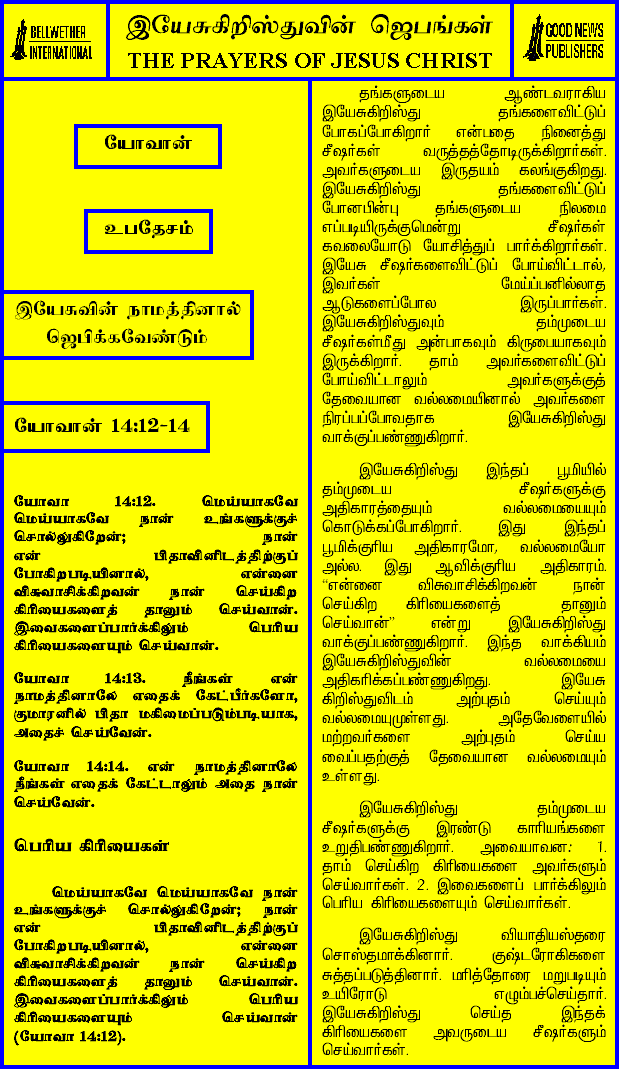 BELLWETHER
INTERNATIONAL
இயேசுகிறிஸ்துவின் ஜெபங்கள்
THE PRAYERS OF JESUS CHRIST
GOOD NEWS
PUBLISHERS
யோவான்
உபதேசம்
இயேசுவின் நாமத்தினால்
ஜெபிக்கவேண்டும்
யோவான் 14:12-14
யோவா 14:12. மெய்யாகவே
மெய்யாகவே நான் உங்களுக்குச்
சொல்லுகிறேன்; நான்
என் பிதாவினிடத்திற்குப்
போகிறபடியினால், என்னை
விசுவாசிக்கிறவன் நான் செய்கிற
கிரியைகளைத் தானும் செய்வான்.
இவைகளைப்பார்க்கிலும் பெரிய
கிரியைகளையும் செய்வான்.
யோவா 14:13. நீங்கள் என்
நாமத்தினாலே எதைக் கேட்பீர்களோ,
குமாரனில் பிதா மகிமைப்படும்படியாக,
அதைச் செய்வேன்.
யோவா 14:14. என் நாமத்தினாலே
நீங்கள் எதைக் கேட்டாலும் அதை நான்
செய்வேன்.
பெரிய கிரியைகள்
மெய்யாகவே மெய்யாகவே நான்
உங்களுக்குச் சொல்லுகிறேன்; நான்
என் பிதாவினிடத்திற்குப்
போகிறபடியினால், என்னை
விசுவாசிக்கிறவன் நான் செய்கிற
கிரியைகளைத் தானும் செய்வான்.
இவைகளைப்பார்க்கிலும் பெரிய
கிரியைகளையும் செய்வான்
(யோவா 14:12).
தங்களுடைய ஆண்டவராகிய
இயேசுகிறிஸ்து தங்களைவிட்டுப்
போகப்போகிறார் என்பதை நினைத்து
சீஷர்கள் வருத்தத்தோடிருக்கிறார்கள்.
அவர்களுடைய இருதயம் கலங்குகிறது.
இயேசுகிறிஸ்து தங்களைவிட்டுப்
போனபின்பு தங்களுடைய நிலமை
எப்படியிருக்குமென்று சீஷர்கள்
கவலையோடு யோசித்துப் பார்க்கிறார்கள்.
இயேசு சீஷர்களைவிட்டுப் போய்விட்டால்,
இவர்கள் மேய்ப்பனில்லாத
ஆடுகளைப்போல இருப்பார்கள்.
இயேசுகிறிஸ்துவும் தம்முடைய
சீஷர்கள்மீது அன்பாகவும் கிருபையாகவும்
இருக்கிறார். தாம் அவர்களைவிட்டுப்
போய்விட்டாலும் அவர்களுக்குத்
தேவையான வல்லமையினால் அவர்களை
நிரப்பப்போவதாக இயேசுகிறிஸ்து
வாக்குப்பண்ணுகிறார்.
இயேசுகிறிஸ்து இந்தப் பூமியில்
தம்முடைய சீஷர்களுக்கு
அதிகாரத்தையும் வல்லமையையும்
கொடுக்கப்போகிறார். இது இந்தப்
பூமிக்குரிய அதிகாரமோ, வல்லமையோ
அல்ல. இது ஆவிக்குரிய அதிகாரம்.
“என்னை விசுவாசிக்கிறவன் நான்
செய்கிற கிரியைகளைத் தானும்
செய்வான்” என்று இயேசுகிறிஸ்து
வாக்குப்பண்ணுகிறார். இந்த வாக்கியம்
இயேசுகிறிஸ்துவின் வல்லமையை
அதிகரிக்கப்பண்ணுகிறது. இயேசு
கிறிஸ்துவிடம் அற்புதம் செய்யும்
வல்லமையுமுள்ளது. அதேவேளையில்
மற்றவர்களை அற்புதம் செய்ய
வைப்பதற்குத் தேவையான வல்லமையும்
உள்ளது.
இயேசுகிறிஸ்து தம்முடைய
சீஷர்களுக்கு இரண்டு காரியங்களை
உறுதிபண்ணுகிறார். அவையாவன: 1.
தாம் செய்கிற கிரியைகளை அவர்களும்
செய்வார்கள். 2. இவைகளைப் பார்க்கிலும்
பெரிய கிரியைகளையும் செய்வார்கள்.
இயேசுகிறிஸ்து வியாதியஸ்தரை
சொஸ்தமாக்கினார். குஷ்டரோகிகளை
சுத்தப்படுத்தினார். மரித்தோரை மறுபடியும்
உயிரோடு எழும்பச்செய்தார்.
இயேசுகிறிஸ்து செய்த இந்தக்
கிரியைகளை அவருடைய சீஷர்களும்
செய்வார்கள்.